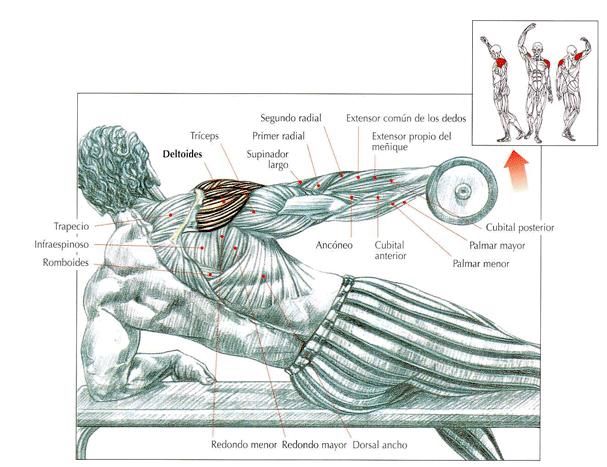 Segundo radial
Extensor común de los dedos
Tríceps
Primer radial
Extensor propio del
meñique
Deltoides
Supinador
largo
Trapecio
Infraespinoso
Romboides
Ancóneo
Cubital
anterior
Cubital posterior
Palmar mayor
Palmar menor
Redondo menor
Redondo mayor
Dorsal ancho